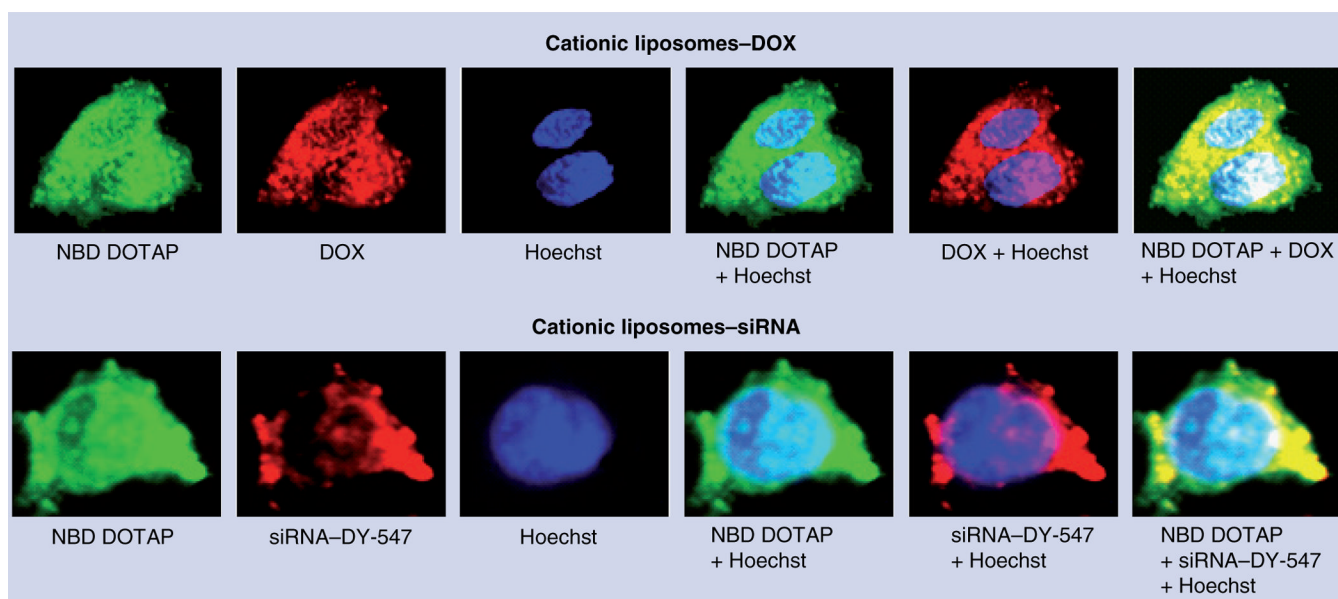 Cationic liposomes–DOX
NBD DOTAP
DOX
Hoechst
NBD DOTAP
+ Hoechst
DOX + Hoechst
NBD DOTAP + DOX
+ Hoechst
Cationic liposomes–siRNA
NBD DOTAP
siRNA–DY-547
Hoechst
NBD DOTAP
+ Hoechst
siRNA–DY-547
+ Hoechst
NBD DOTAP
+ siRNA–DY-547
+ Hoechst